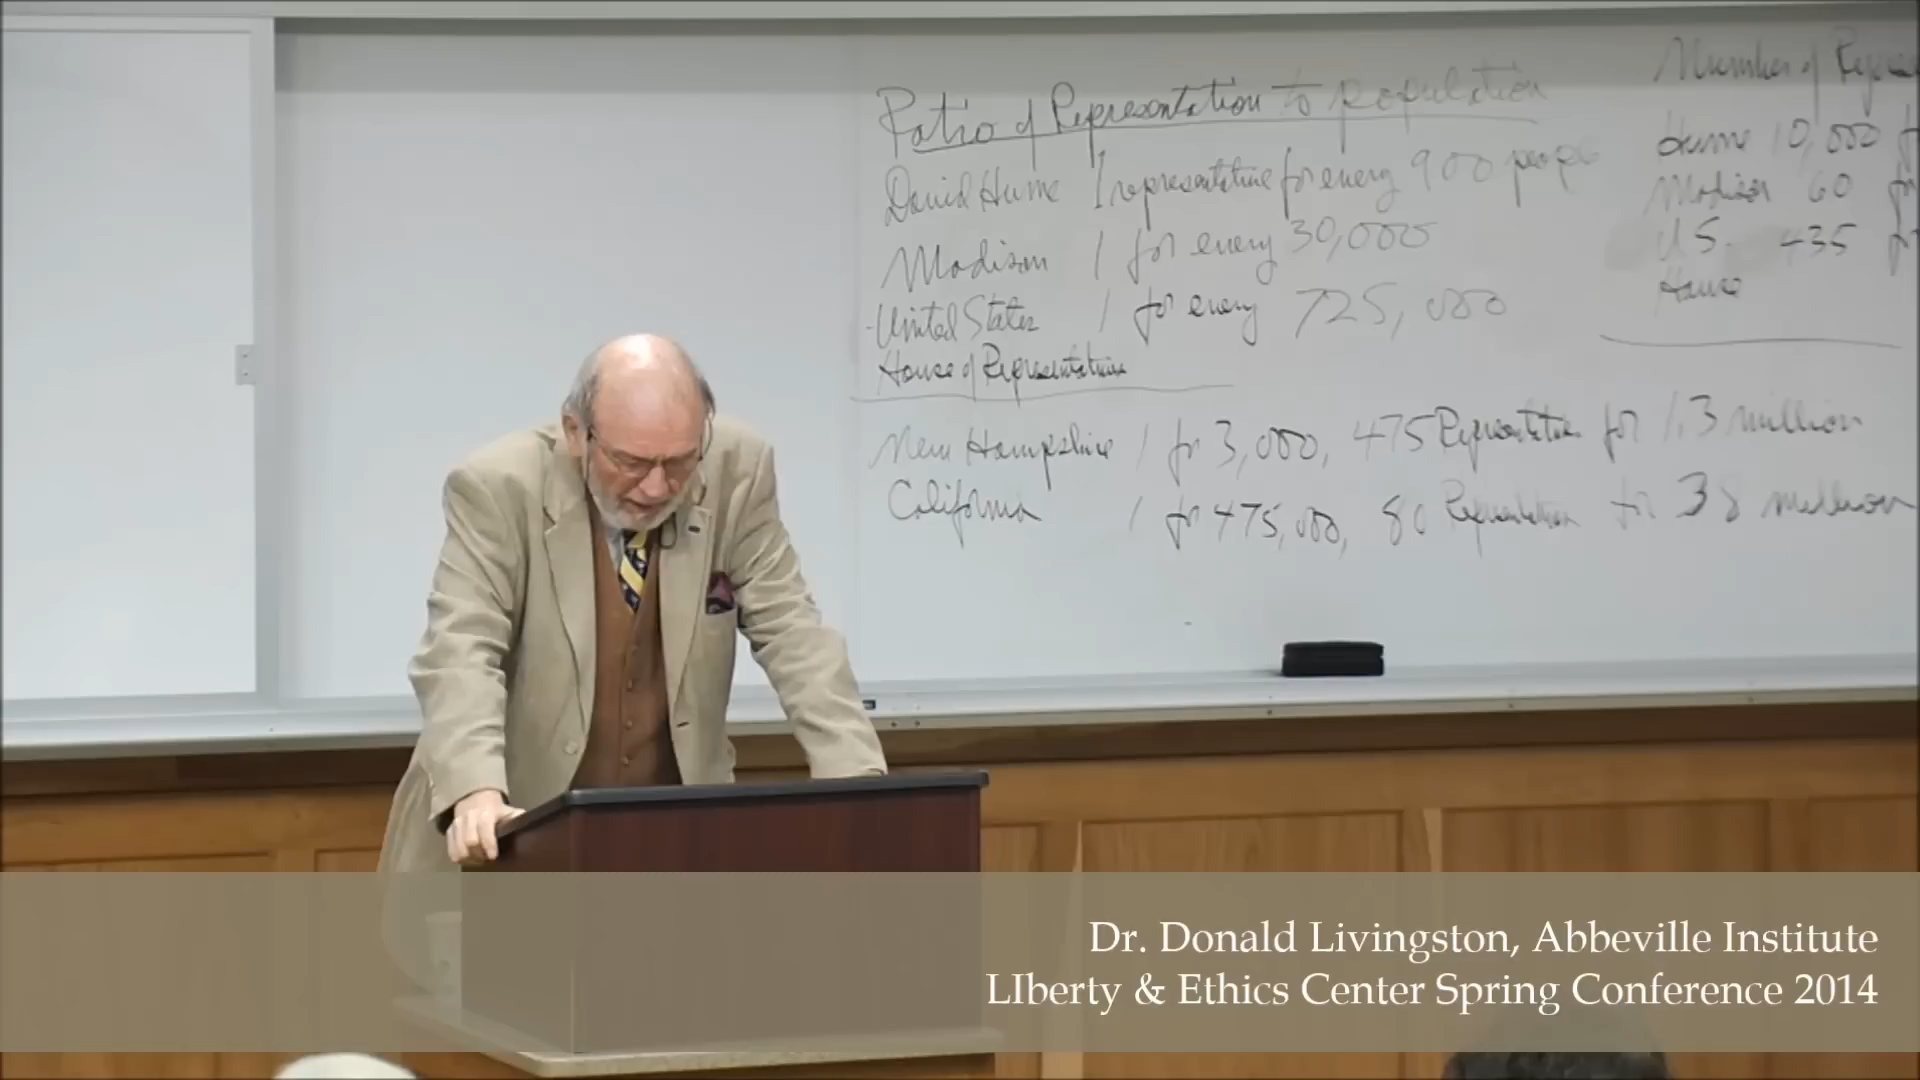 Ratio of Representation to population
David Hume 1 representative for every 900 people
Madison 1 for every 30,000
United States 1 for every 725,000
House of Representatives
New Hampshire 1 for 3,000, 475 Representatives for 1.3 million
California 1 for 475,000, 80 Representatives for 38 million
Number of
Hume 10,000
Madison 60 for
U.S. 435
House
Dr. Donald Livingston, Abbeville Institute
LIberty & Ethics Center Spring Conference 2014